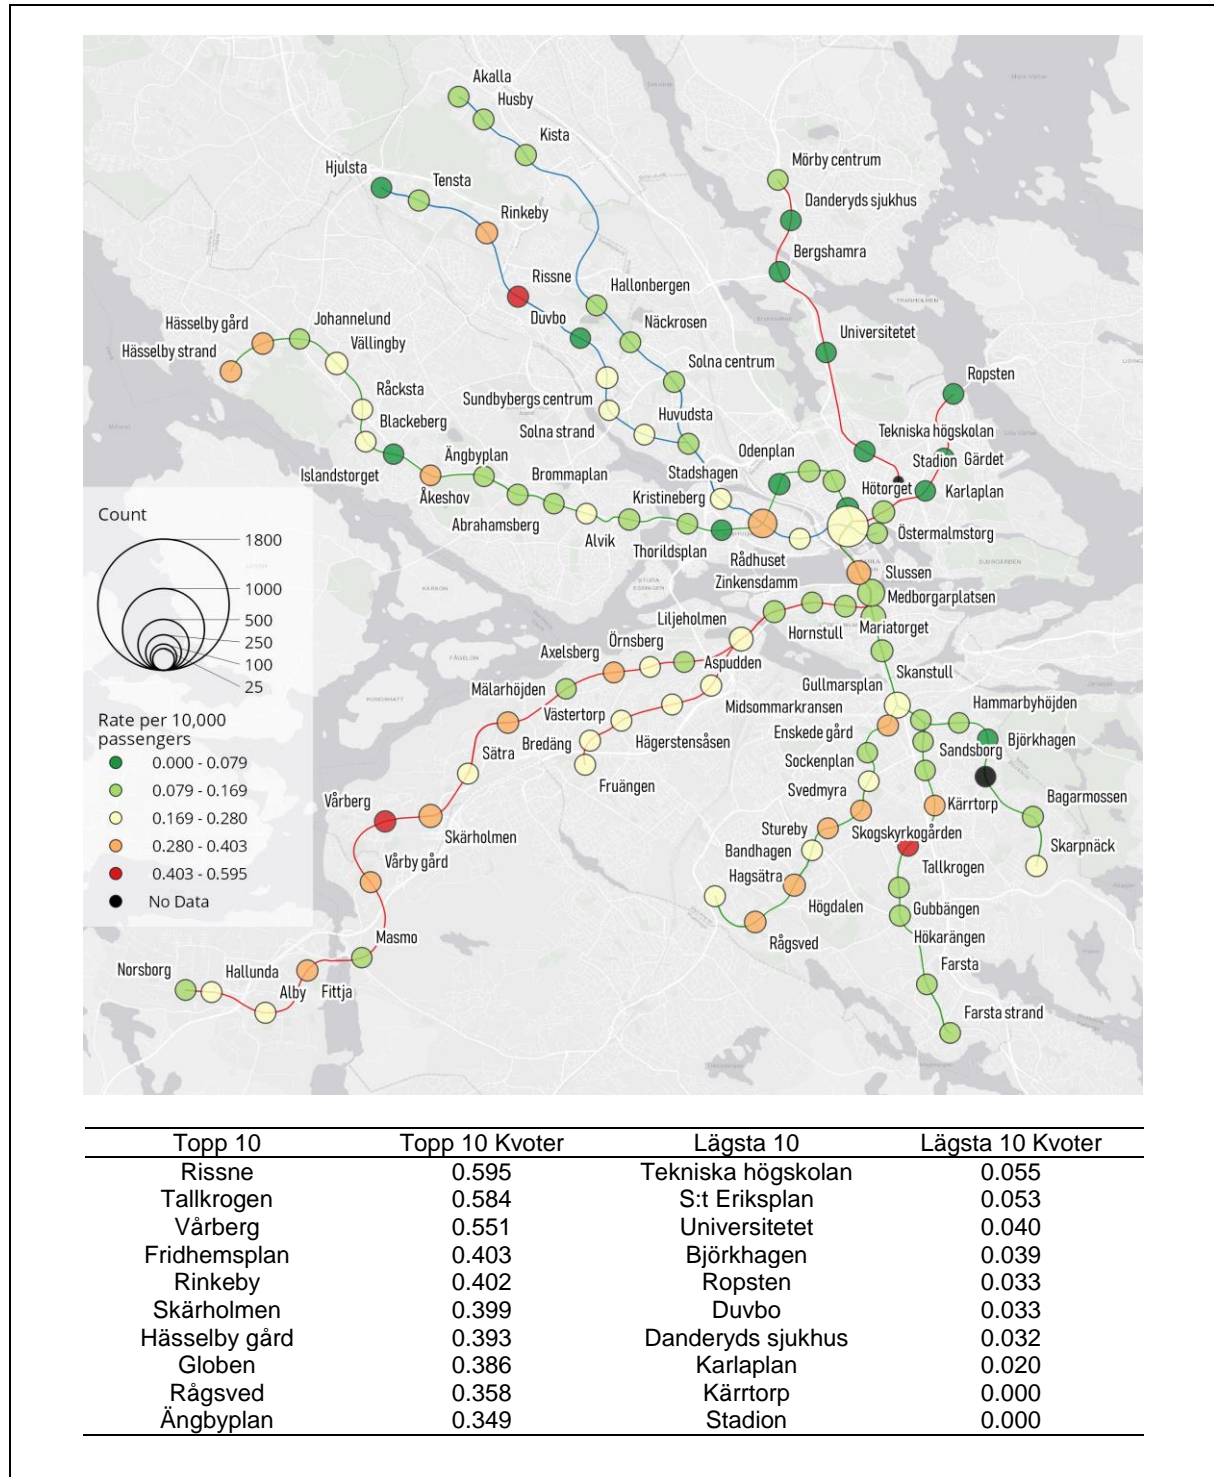 Akalla
Husby
Kista
Hjulsta
Tensta
Rinkeby
Mörby centrum
Danderyds sjukhus
Bergshamra
Rissne
Hallonbergen
Duvbo
Näckrosen
Universitetet
Hässelby gård
Johannelund
Hässelby strand
Vällingby
Solna centrum
Ropsten
Råcksta
Sundbybergs centrum
Blackeberg
Solna strand
Huvudsta
Tekniska högskolan
Odenplan
Stadion
Gärdet
Islandstorget
Ängbyplan
Brommaplan
Stadshagen
Åkeshov
Kristineberg
Hötorget
Karlaplan
Abrahamsberg
Alvik
Thorildsplan
Rådhuset
Östermalmstorg
Zinkensdamm
Slussen
Medborgarplatsen
Liljeholmen
Hornstull
Mariatorget
Axelsberg
Örnsberg
Aspudden
Skanstull
Mälarhöjden
Gullmarsplan
Västertorp
Midsommarkransen
Hammarbyhöjden
Bredäng
Hägerstensåsen
Enskede gård
Björkhagen
Sätra
Sockenplan
Sandsborg
Fruängen
Svedmyra
Bagarmossen
Vårberg
Kärrtorp
Skärholmen
Stureby
Skogskyrkogården
Bandhagen
Skarpnäck
Vårby gård
Tallkrogen
Hagsätra
Högdalen
Gubbängen
Masmo
Rågsved
Hökarängen
Norsborg
Hallunda
Alby
Fittja
Farsta
Farsta strand
Count
1800
1000
500
250
100
25
Rate per 10,000
passengers
0.000 - 0.079
0.079 - 0.169
0.169 - 0.280
0.280 - 0.403
0.403 - 0.595
No Data
Topp 10 Topp 10 Kvoter Lägsta 10 Lägsta 10 Kvoter
Rissne 0.595 Tekniska högskolan 0.055
Tallkrogen 0.584 S:t Eriksplan 0.053
Vårberg 0.551 Universitetet 0.040
Fridhemsplan 0.403 Björkhagen 0.039
Rinkeby 0.402 Ropsten 0.033
Skärholmen 0.399 Duvbo 0.033
Hässelby gård 0.393 Danderyds sjukhus 0.032
Globen 0.386 Karlaplan 0.020
Rågsved 0.358 Kärrtorp 0.000
Ängbyplan 0.349 Stadion 0.000